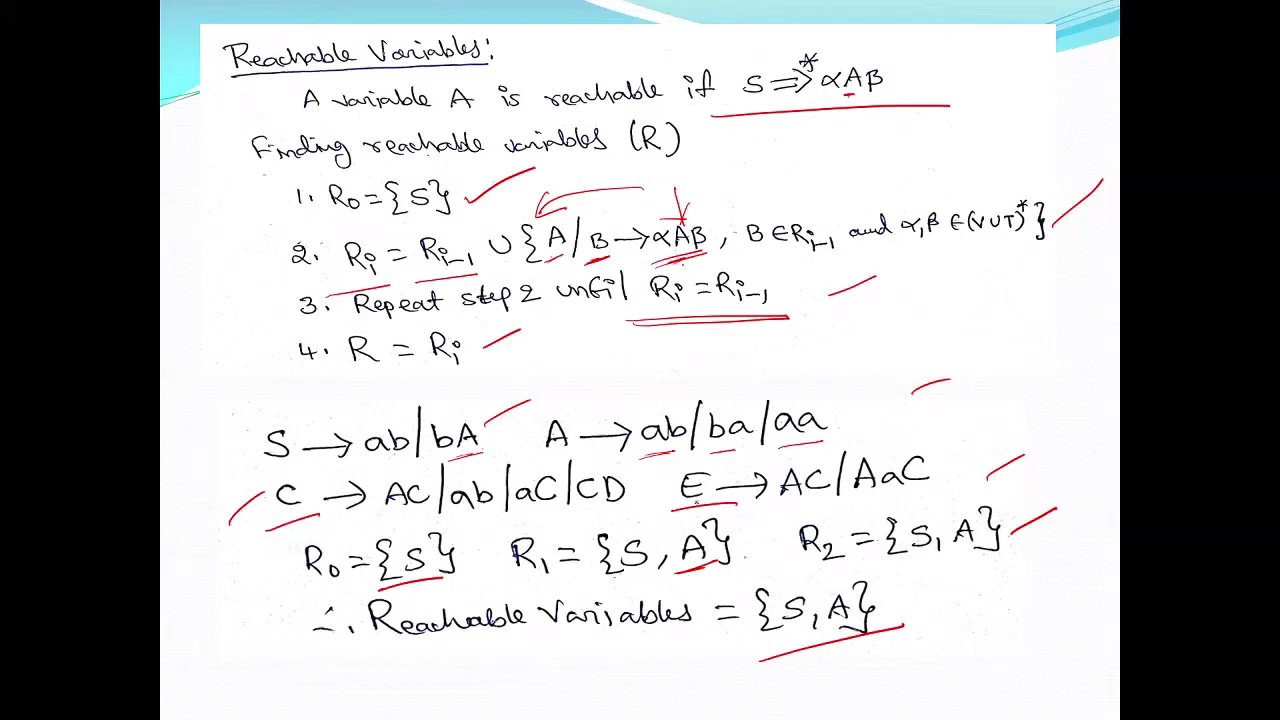 Reachable Variables:
A variable A is reachable if S ⇒* αAβ
Finding reachable variables (R)
1. R₀ = {S}
2. Rᵢ = Rᵢ₋₁ ∪ {A / B → αAβ, B ∈ Rᵢ₋₁ and α,β ∈ (V∪T)*}
3. Repeat step 2 until Rᵢ = Rᵢ₋₁
4. R = Rᵢ
S → ab/bA A → ab/ba/aa
C → AC/ab/aC/CD E → AC/AaC
R₀ = {S} R₁ = {S, A} R₂ = {S, A}
∴ Reachable Variables = {S, A}